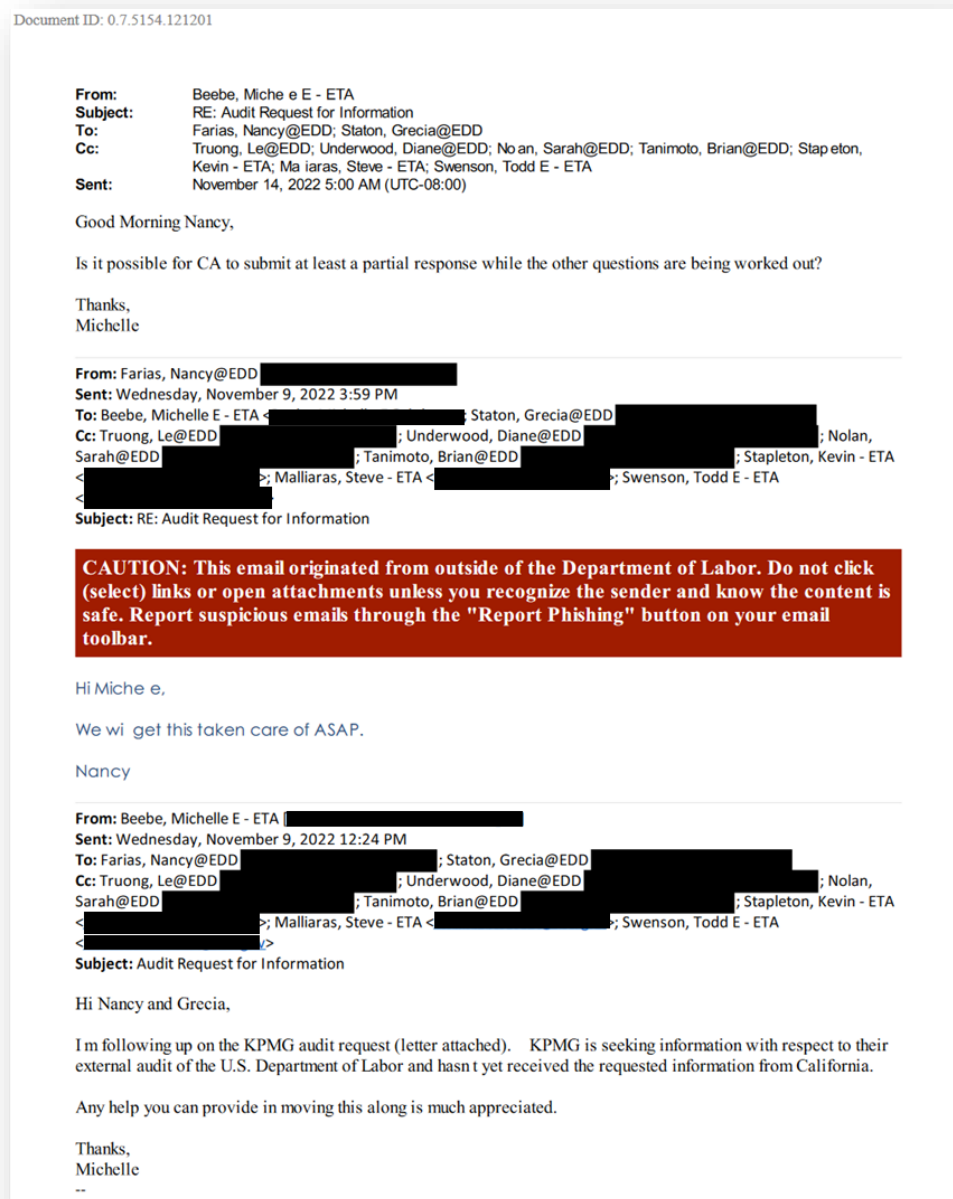 Document ID: 0.7.5154.121201
From: Beebe, Miche e E - ETA
Subject: RE: Audit Request for Information
To: Farias, Nancy@EDD; Staton, Grecia@EDD
Cc: Truong, Le@EDD; Underwood, Diane@EDD; No an, Sarah@EDD; Tanimoto, Brian@EDD; Stap eton,
Kevin - ETA; Ma iaras, Steve - ETA; Swenson, Todd E - ETA
Sent: November 14, 2022 5:00 AM (UTC-08:00)
Good Morning Nancy,
Is it possible for CA to submit at least a partial response while the other questions are being worked out?
Thanks,
Michelle
From: Farias, Nancy@EDD
Sent: Wednesday, November 9, 2022 3:59 PM
To: Beebe, Michelle E - ETA < ; Staton, Grecia@EDD
Cc: Truong, Le@EDD ; Underwood, Diane@EDD ; Nolan,
Sarah@EDD ; Tanimoto, Brian@EDD ; Stapleton, Kevin - ETA
< >; Malliaras, Steve - ETA < >; Swenson, Todd E - ETA
<
Subject: RE: Audit Request for Information
CAUTION: This email originated from outside of the Department of Labor. Do not click
(select) links or open attachments unless you recognize the sender and know the content is
safe. Report suspicious emails through the "Report Phishing" button on your email
toolbar.
Hi Miche e,
We wi get this taken care of ASAP.
Nancy
From: Beebe, Michelle E - ETA [
Sent: Wednesday, November 9, 2022 12:24 PM
To: Farias, Nancy@EDD ; Staton, Grecia@EDD
Cc: Truong, Le@EDD ; Underwood, Diane@EDD ; Nolan,
Sarah@EDD ; Tanimoto, Brian@EDD ; Stapleton, Kevin - ETA
< >; Malliaras, Steve - ETA < >; Swenson, Todd E - ETA
< v>
Subject: Audit Request for Information
Hi Nancy and Grecia,
I m following up on the KPMG audit request (letter attached). KPMG is seeking information with respect to their
external audit of the U.S. Department of Labor and hasn t yet received the requested information from California.
Any help you can provide in moving this along is much appreciated.
Thanks,
Michelle
--